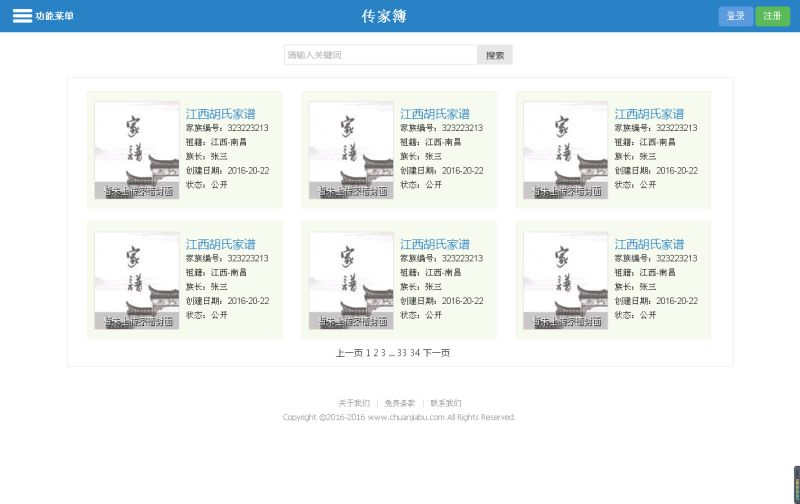 功能菜单
传家簿
登录
注册
请输入关键词
搜索
家谱
暂未上传家谱封面
江西胡氏家谱
家族编号：323223213
祖籍：江西-南昌
族长：张三
创建日期：2016-20-22
状态：公开
家谱
暂未上传家谱封面
江西胡氏家谱
家族编号：323223213
祖籍：江西-南昌
族长：张三
创建日期：2016-20-22
状态：公开
家谱
暂未上传家谱封面
江西胡氏家谱
家族编号：323223213
祖籍：江西-南昌
族长：张三
创建日期：2016-20-22
状态：公开
家谱
暂未上传家谱封面
江西胡氏家谱
家族编号：323223213
祖籍：江西-南昌
族长：张三
创建日期：2016-20-22
状态：公开
家谱
暂未上传家谱封面
江西胡氏家谱
家族编号：323223213
祖籍：江西-南昌
族长：张三
创建日期：2016-20-22
状态：公开
家谱
暂未上传家谱封面
江西胡氏家谱
家族编号：323223213
祖籍：江西-南昌
族长：张三
创建日期：2016-20-22
状态：公开
上一页 1 2 3 ... 33 34 下一页
关于我们 | 免费条款 | 联系我们
Copyright ©2016-2016 www.chuanjiabu.com All Rights Reserved.